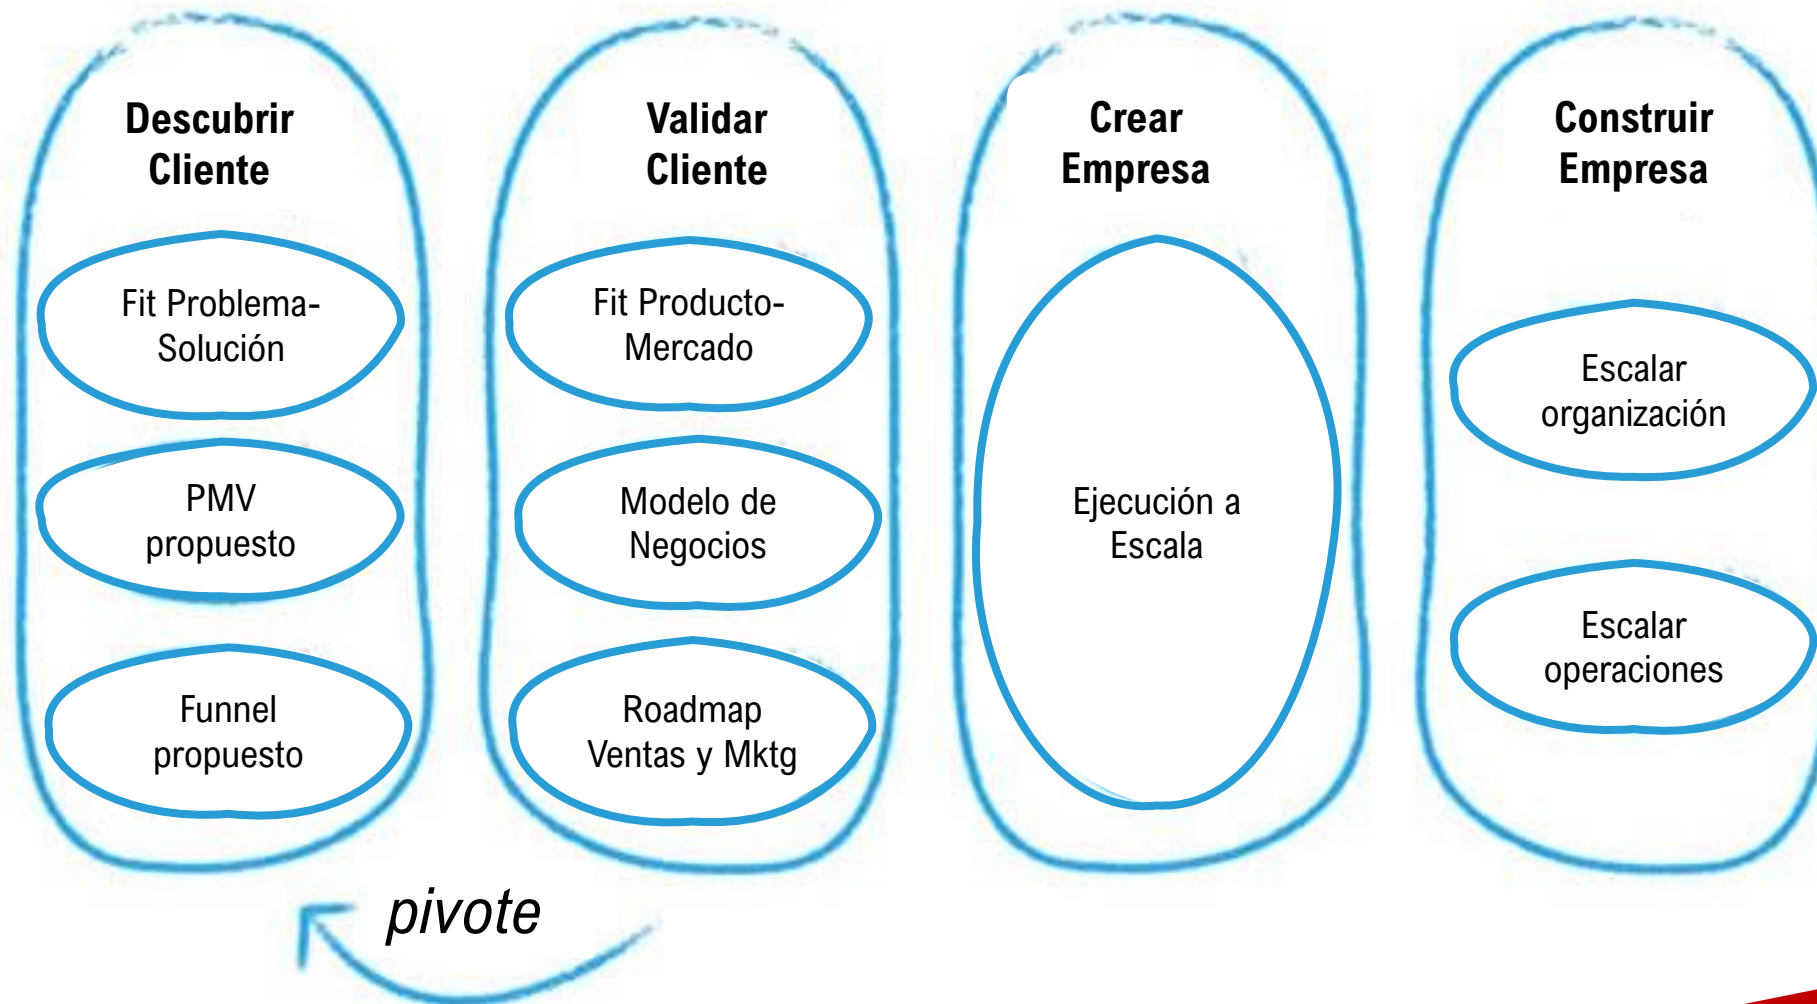 Descubrir
Cliente
Fit Problema-
Solución
PMV
propuesto
Funnel
propuesto
Validar
Cliente
Fit Producto-
Mercado
Modelo de
Negocios
Roadmap
Ventas y Mktg
Crear
Empresa
Ejecución a
Escala
Construir
Empresa
Escalar
organización
Escalar
operaciones
pivote